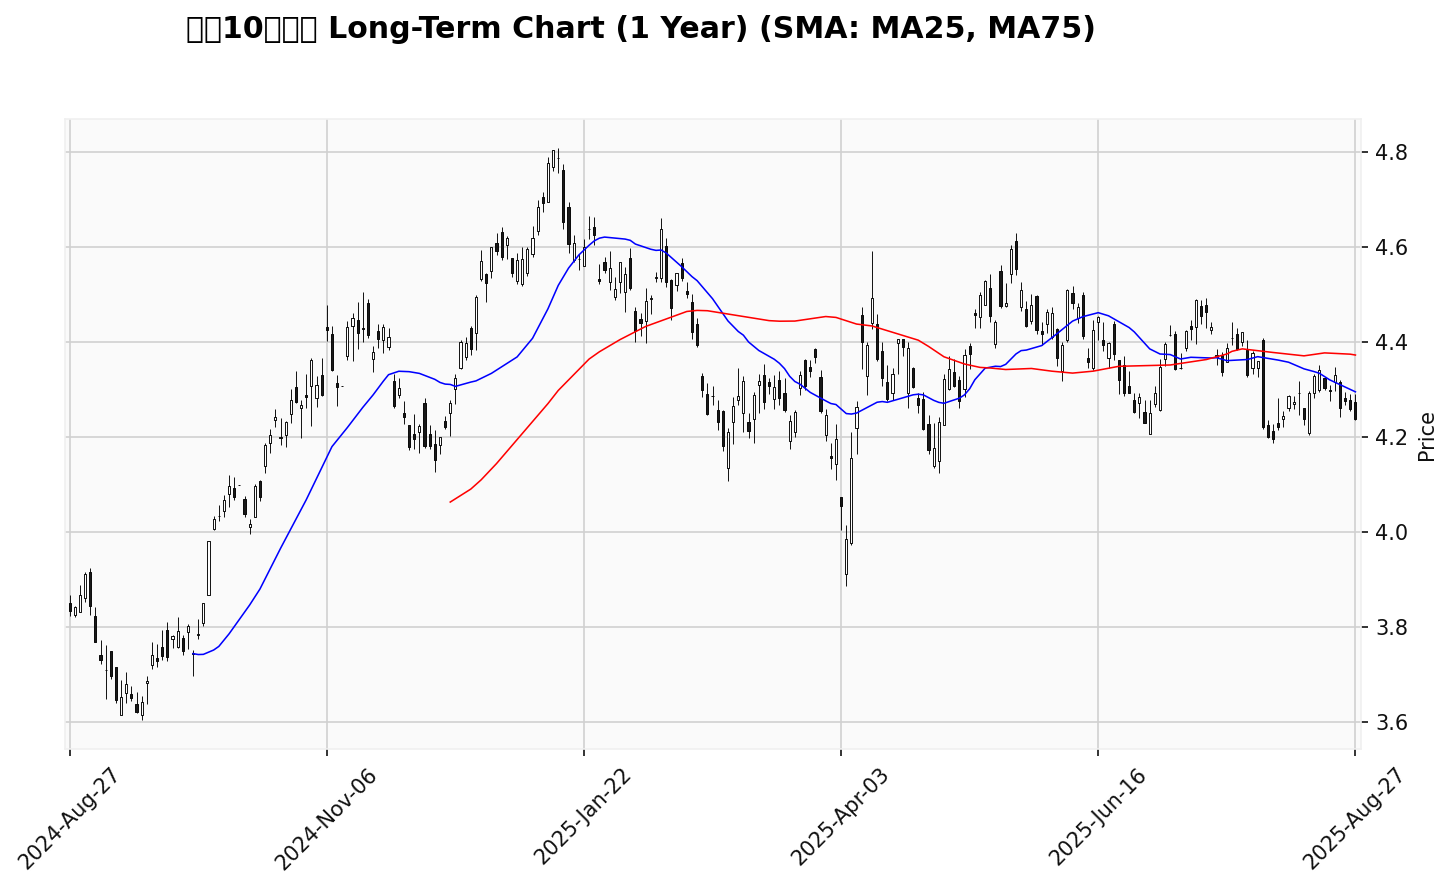 10 Long-Term Chart (1 Year) (SMA: MA25, MA75)
4.8
4.6
4.4
4.2
4.0
3.8
3.6
Price
2024-Aug-27
2024-Nov-06
2025-Jan-22
2025-Apr-03
2025-Jun-16
2025-Aug-27